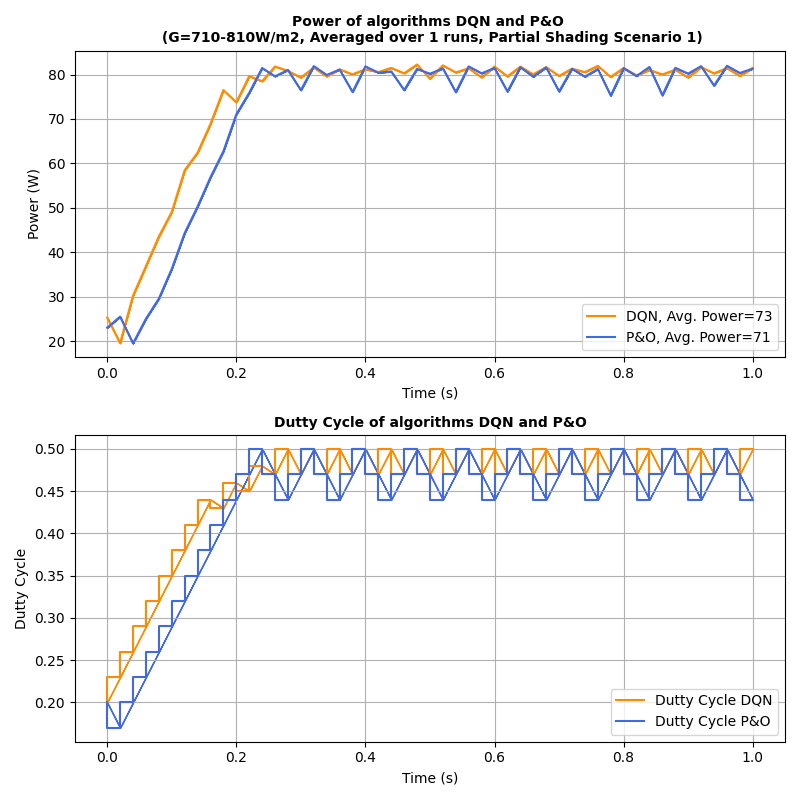 Power of algorithms DQN and P&O
(G=710-810W/m2, Averaged over 1 runs, Partial Shading Scenario 1)
Power (W)
80
70
60
50
40
30
20
DQN, Avg. Power=73
P&O, Avg. Power=71
0.0 0.2 0.4 0.6 0.8 1.0
Time (s)
Dutty Cycle of algorithms DQN and P&O
Dutty Cycle
0.50
0.45
0.40
0.35
0.30
0.25
0.20
Dutty Cycle DQN
Dutty Cycle P&O
0.0 0.2 0.4 0.6 0.8 1.0
Time (s)